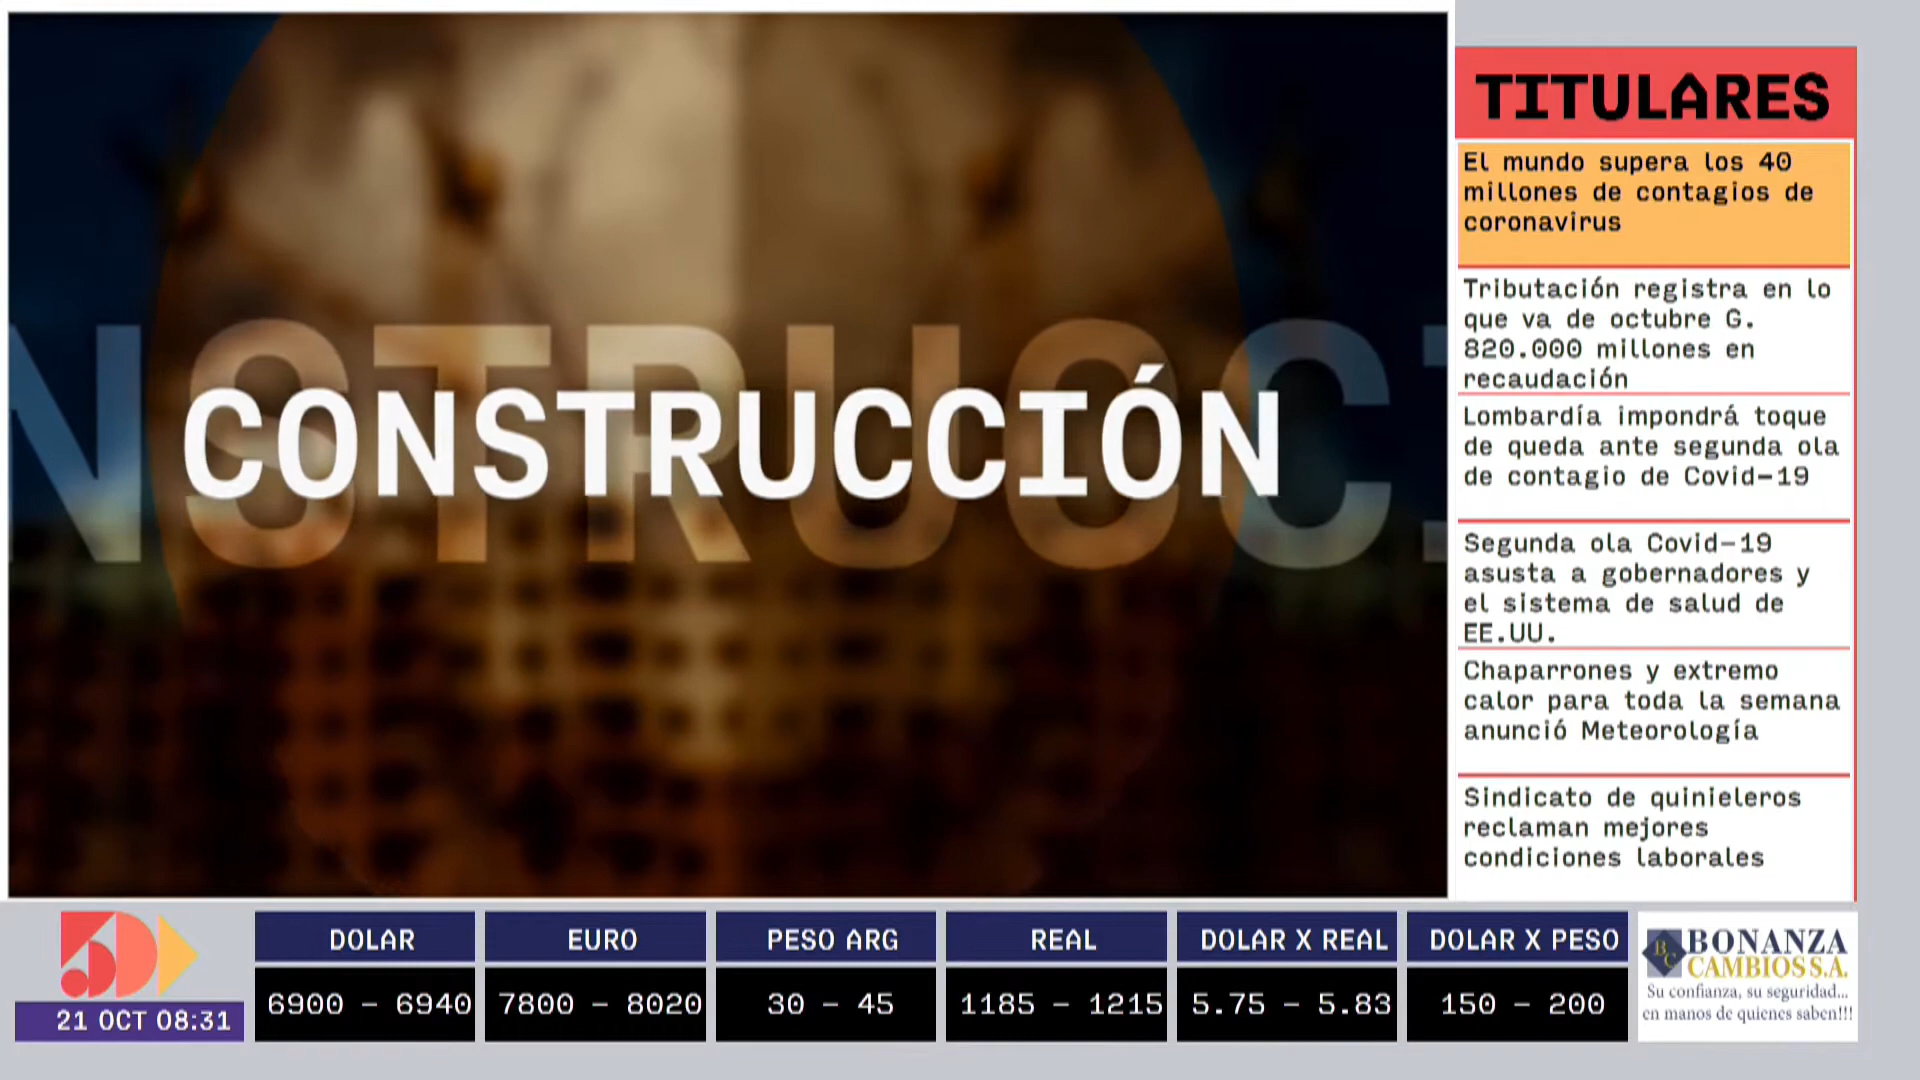 NSTRUCCI
CONSTRUCCIÓN
TITULARES
El mundo supera los 40
millones de contagios de
coronavirus
Tributación registra en lo
que va de octubre G.
820.000 millones en
recaudación
Lombardía impondrá toque
de queda ante segunda ola
de contagio de Covid-19
Segunda ola Covid-19
asusta a gobernadores y
el sistema de salud de
EE.UU.
Chaparrones y extremo
calor para toda la semana
anunció Meteorología
Sindicato de quinieleros
reclaman mejores
condiciones laborales
5D
21 OCT 08:31
DOLAR
6900 - 6940
EURO
7800 - 8020
PESO ARG
30 - 45
REAL
1185 - 1215
DOLAR X REAL
5.75 - 5.83
DOLAR X PESO
150 - 200
BC
BONANZA
CAMBIOS S.A.
Su confianza, su seguridad...
en manos de quienes saben!!!